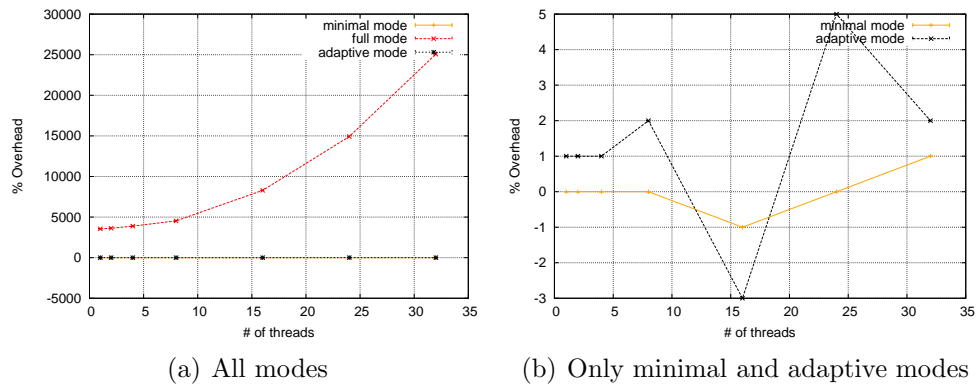 30000
25000
20000
15000
10000
5000
0
-5000
% Overhead
0 5 10 15 20 25 30 35
# of threads
minimal mode
full mode
adaptive mode
(a) All modes
5
4
3
2
1
0
-1
-2
-3
% Overhead
0 5 10 15 20 25 30 35
# of threads
minimal mode
adaptive mode
(b) Only minimal and adaptive modes